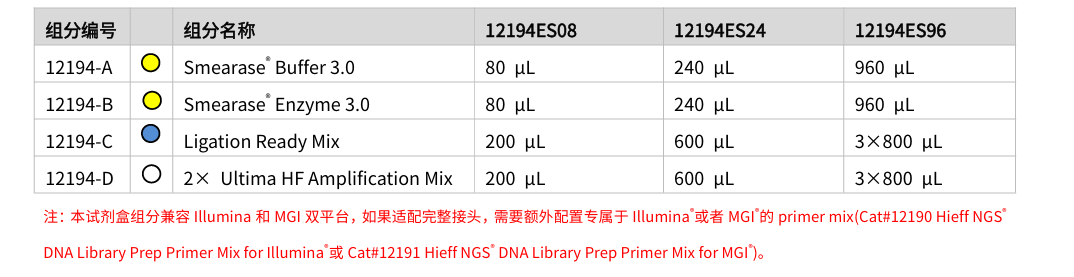 组分编号 组分名称 12194ES08 12194ES24 12194ES96
12194-A Smearase® Buffer 3.0 80 μL 240 μL 960 μL
12194-B Smearase® Enzyme 3.0 80 μL 240 μL 960 μL
12194-C Ligation Ready Mix 200 μL 600 μL 3×800 μL
12194-D 2× Ultima HF Amplification Mix 200 μL 600 μL 3×800 μL
注：本试剂盒组分兼容 Illumina 和 MGI 双平台，如果适配完整接头，需要额外配置专属于 Illumina®或者 MGI®的 primer mix(Cat#12190 Hieff NGS®
DNA Library Prep Primer Mix for Illumina®或 Cat#12191 Hieff NGS® DNA Library Prep Primer Mix for MGI®)。